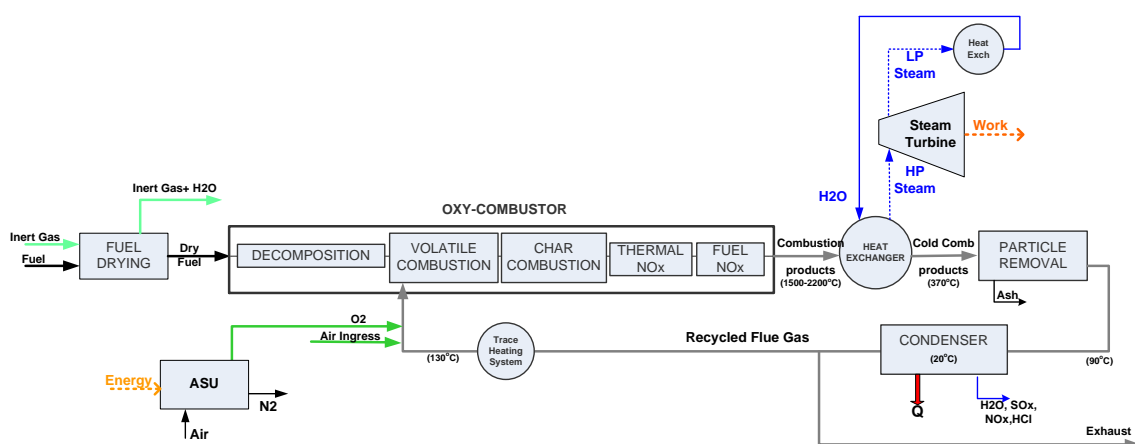 Heat
Exch
LP
Steam
Steam
Turbine
Work
HP
Steam
H2O
Inert Gas+ H2O
OXY-COMBUSTOR
Inert Gas
Fuel
FUEL
DRYING
Dry
Fuel
DECOMPOSITION
VOLATILE
COMBUSTION
CHAR
COMBUSTION
THERMAL
NOx
FUEL
NOx
Combustion
products
(1500-2200°C)
HEAT
EXCHANGER
Cold Comb
products
(370°C)
PARTICLE
REMOVAL
Ash
O2
Air Ingress
(130°C)
Trace
Heating
System
Recycled Flue Gas
CONDENSER
(20°C)
(90°C)
Energy
ASU
N2
Air
Q
H2O, SOx,
NOx,HCl
Exhaust